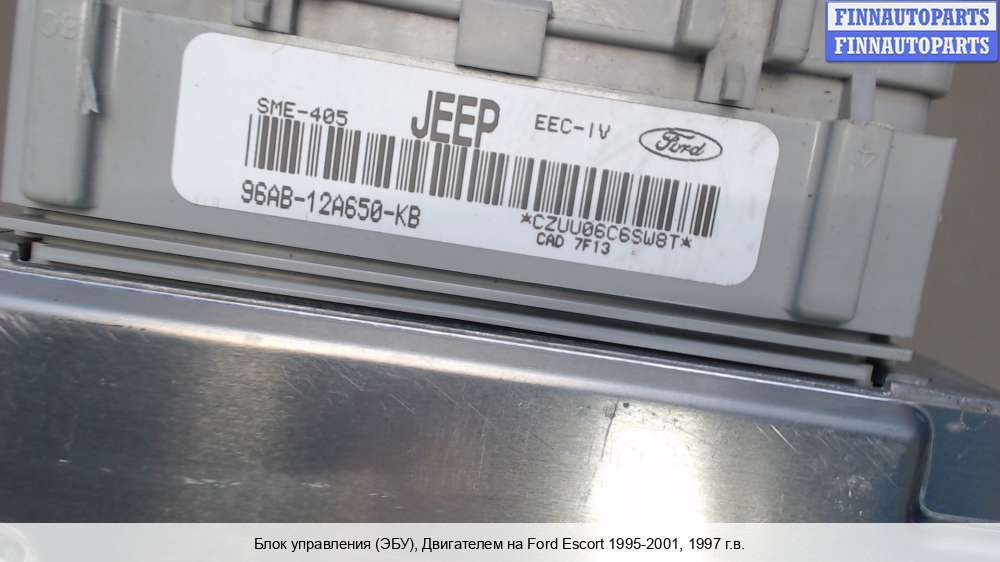 FINNAUTOPARTS
FINNAUTOPARTS
SME-405 JEEP EEC-IV Ford
96AB-12A650-KB *CZUU06C6SW8T*
CAD 7F13
Блок управления (ЭБУ), Двигателем на Ford Escort 1995-2001, 1997 г.в.